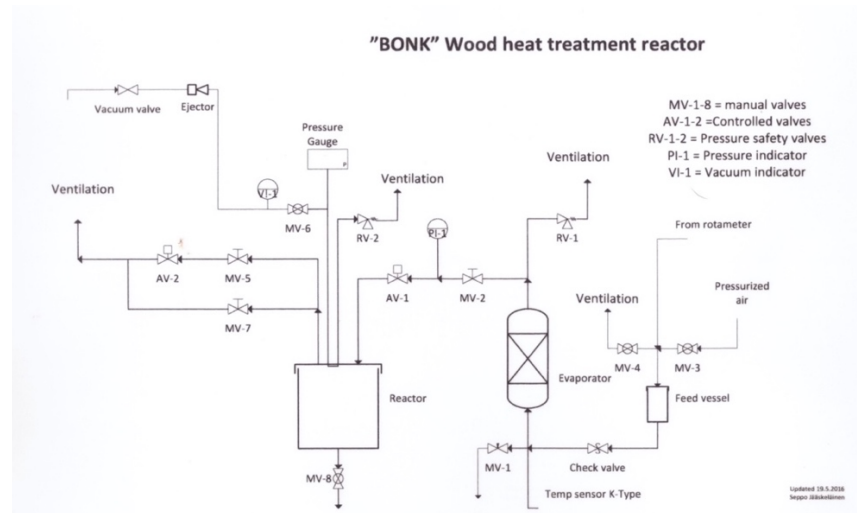 "BONK" Wood heat treatment reactor
Vacuum valve
Ejector
MV-1-8 = manual valves
AV-1-2 =Controlled valves
RV-1-2 = Pressure safety valves
PI-1 = Pressure indicator
VI-1 = Vacuum indicator
Pressure
Gauge
P
Ventilation
VI-1
MV-6
Ventilation
RV-2
Ventilation
RV-1
PI-1
From rotameter
AV-2
MV-5
AV-1
MV-2
Pressurized
air
Ventilation
MV-7
MV-4
MV-3
Evaporator
Reactor
Feed vessel
MV-1
Check valve
MV-8
Temp sensor K-Type
Updated 19.5.2016
Seppo Jääskeläinen